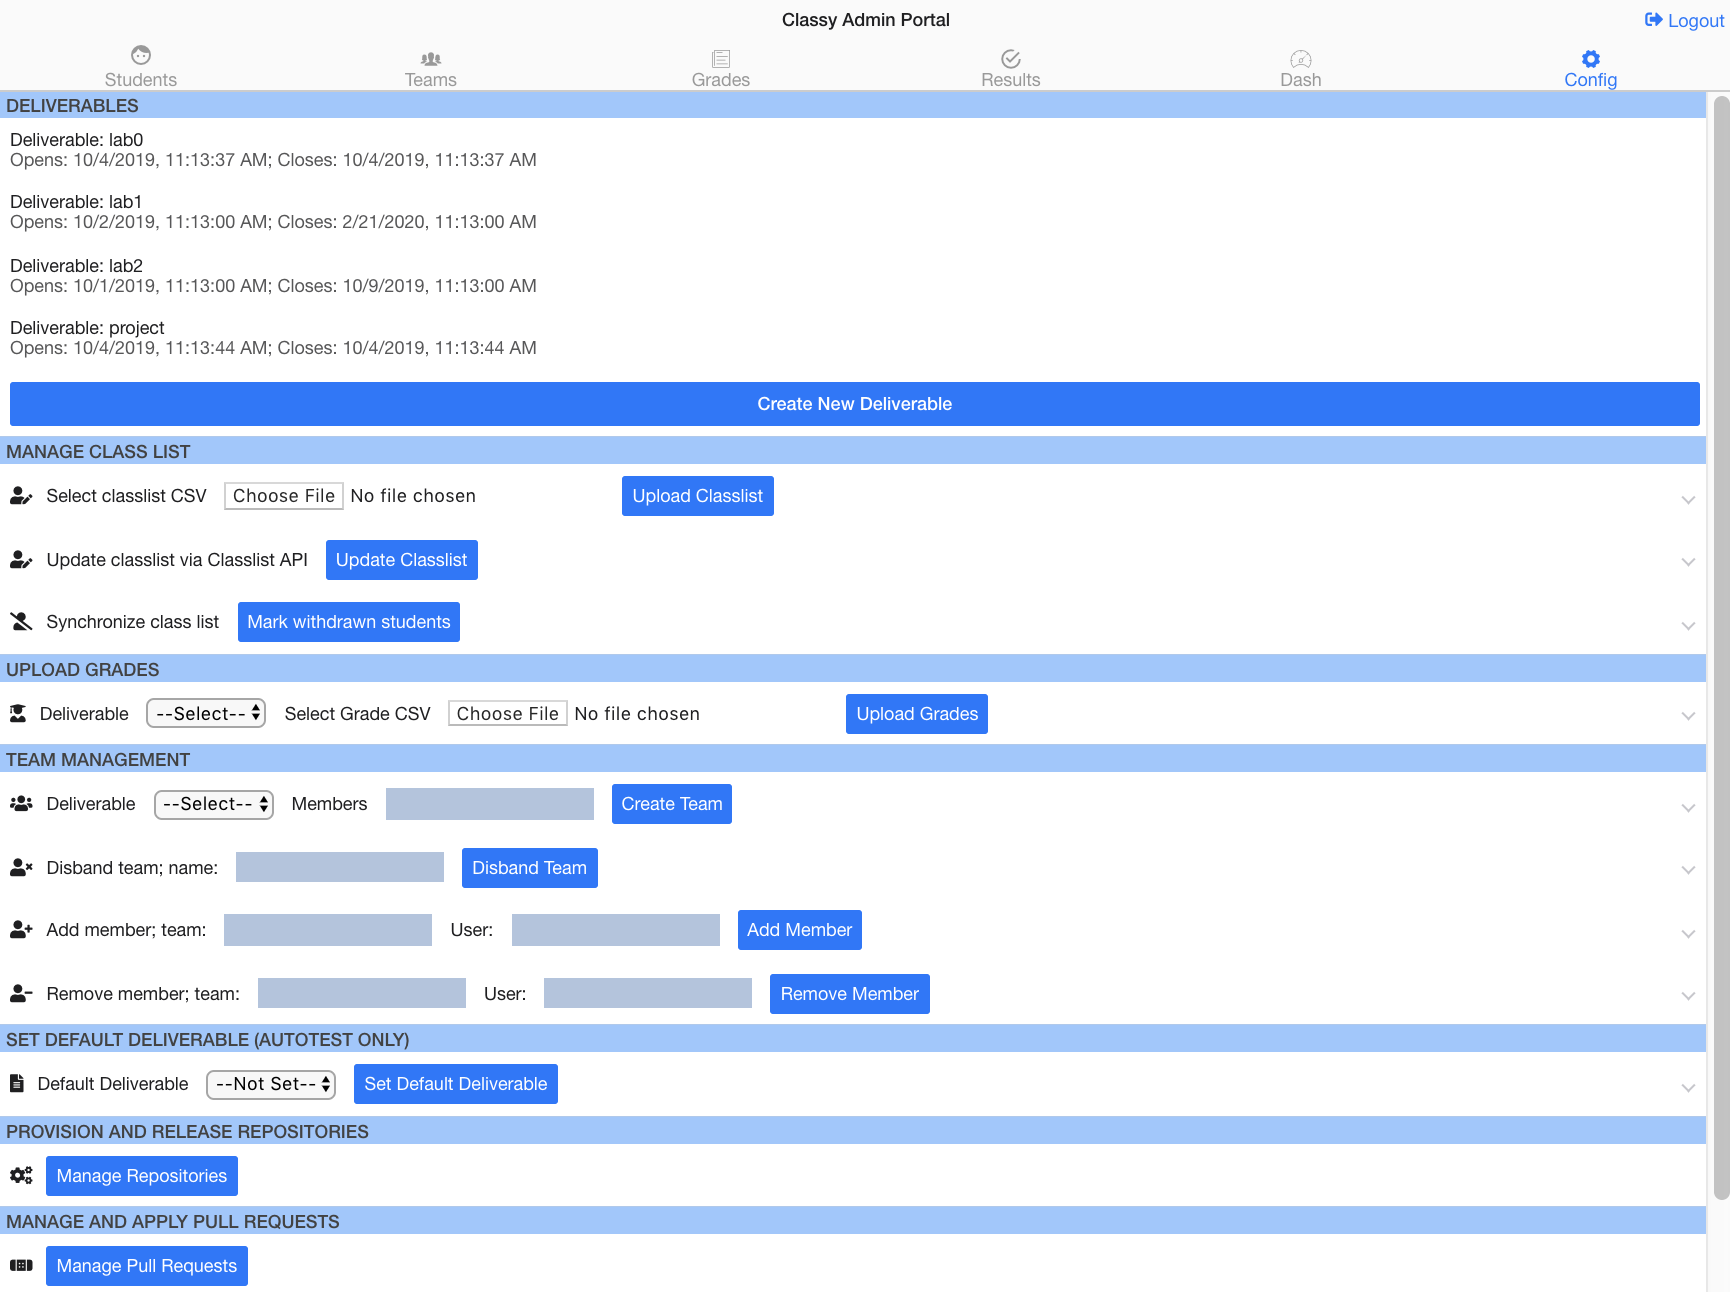 Classy Admin Portal
Logout
Students Teams Grades Results Dash Config
DELIVERABLES
Deliverable: lab0
Opens: 10/4/2019, 11:13:37 AM; Closes: 10/4/2019, 11:13:37 AM
Deliverable: lab1
Opens: 10/2/2019, 11:13:00 AM; Closes: 2/21/2020, 11:13:00 AM
Deliverable: lab2
Opens: 10/1/2019, 11:13:00 AM; Closes: 10/9/2019, 11:13:00 AM
Deliverable: project
Opens: 10/4/2019, 11:13:44 AM; Closes: 10/4/2019, 11:13:44 AM
Create New Deliverable
MANAGE CLASS LIST
Select classlist CSV Choose File No file chosen Upload Classlist
Update classlist via Classlist API Update Classlist
Synchronize class list Mark withdrawn students
UPLOAD GRADES
Deliverable --Select-- Select Grade CSV Choose File No file chosen Upload Grades
TEAM MANAGEMENT
Deliverable --Select-- Members Create Team
Disband team; name: Disband Team
Add member; team: User: Add Member
Remove member; team: User: Remove Member
SET DEFAULT DELIVERABLE (AUTOTEST ONLY)
Default Deliverable --Not Set-- Set Default Deliverable
PROVISION AND RELEASE REPOSITORIES
Manage Repositories
MANAGE AND APPLY PULL REQUESTS
Manage Pull Requests